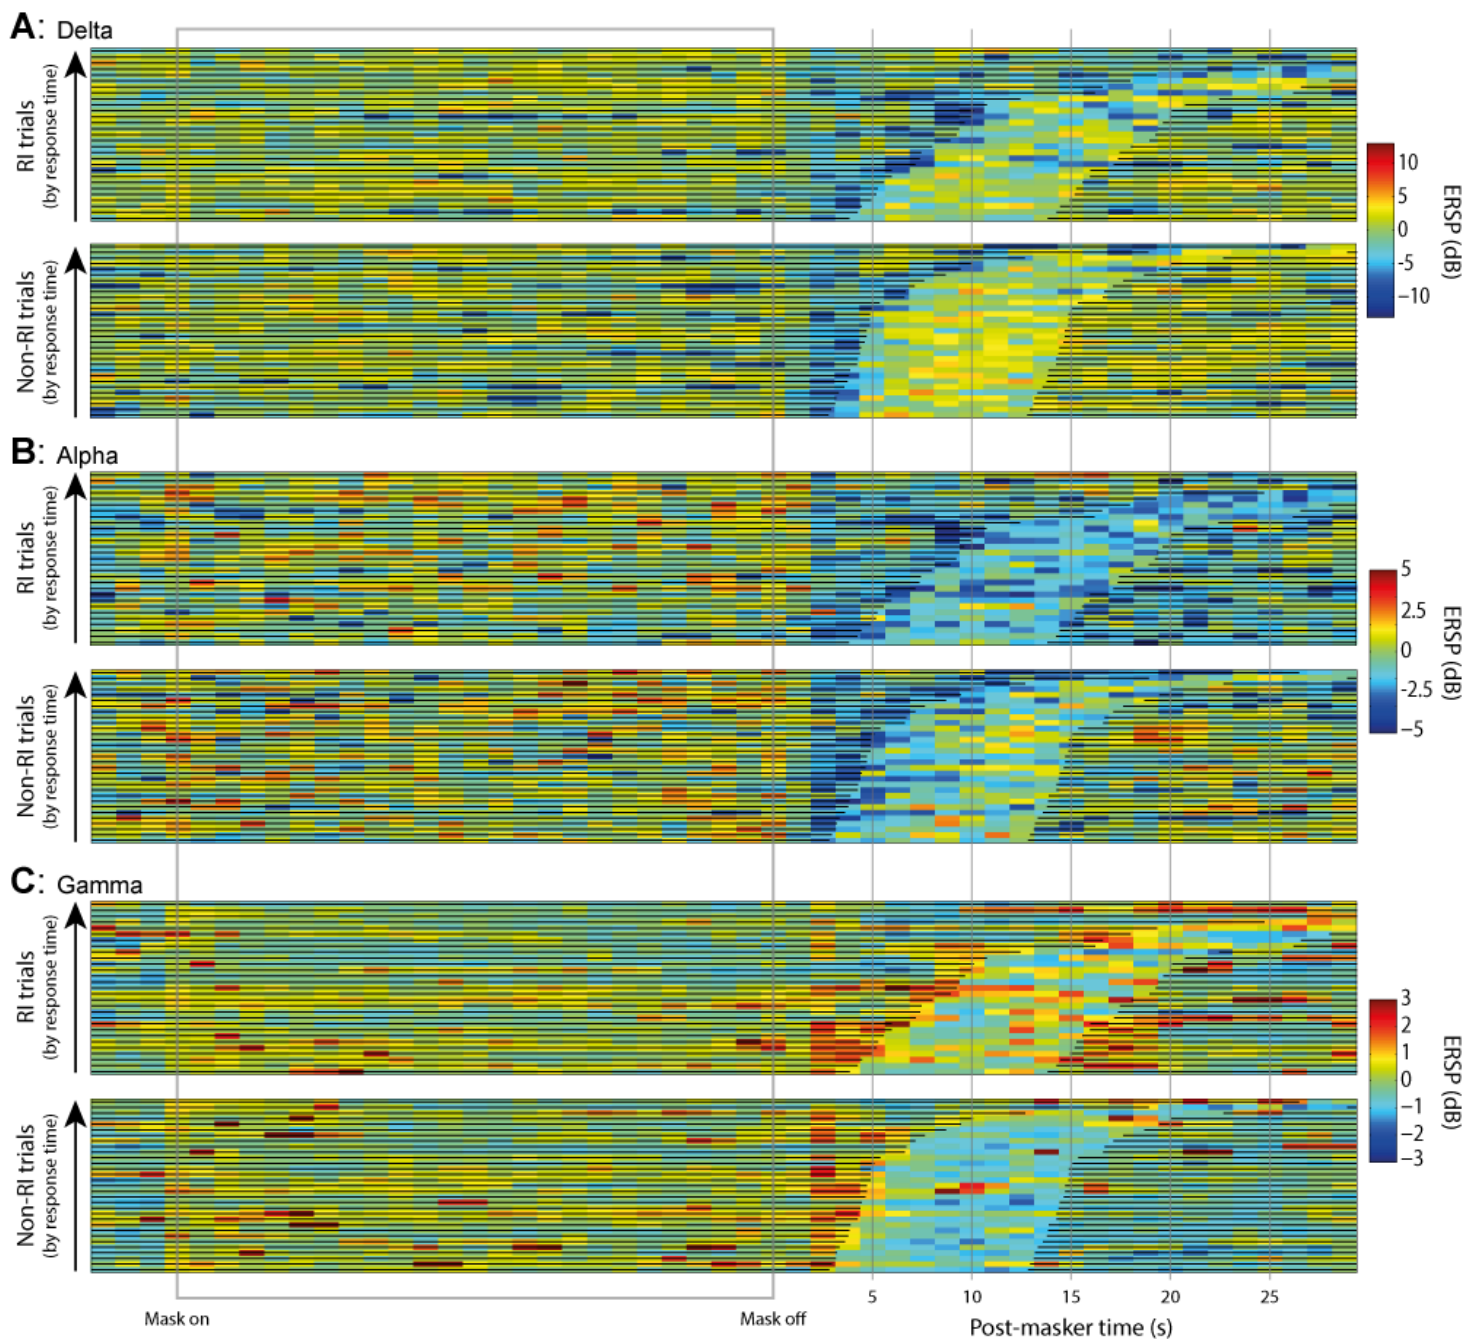 A: Delta
RI trials
(by response time)
10
5
0
-5
−10
ERSP (dB)
Non-RI trials
(by response time)
B: Alpha
RI trials
(by response time)
5
2.5
0
-2.5
−5
ERSP (dB)
Non-RI trials
(by response time)
C: Gamma
RI trials
(by response time)
3
2
1
0
−1
−2
−3
ERSP (dB)
Non-RI trials
(by response time)
5 10 15 20 25
Mask on Mask off
Post-masker time (s)